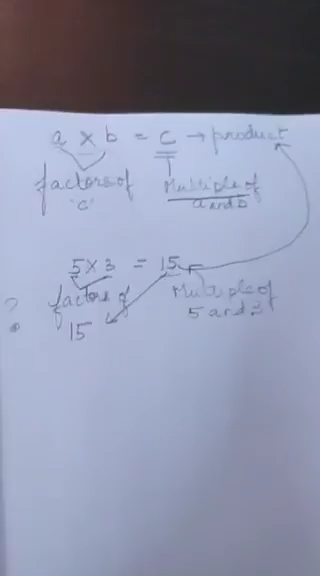 a × b = c → product
factors of 'c'
Multiple of a and b
5 × 3 = 15
factors of 15
Multiple of 5 and 3
?